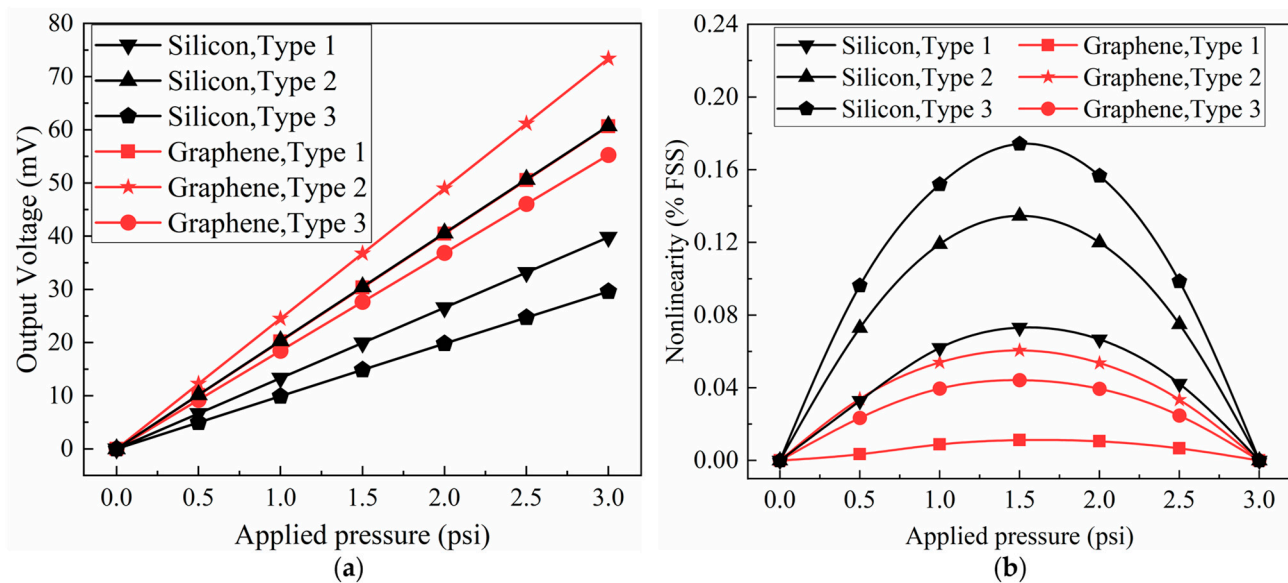 80
70
60
50
40
30
20
10
0
Output Voltage (mV)
Silicon,Type 1
Silicon,Type 2
Silicon,Type 3
Graphene,Type 1
Graphene,Type 2
Graphene,Type 3
0.0 0.5 1.0 1.5 2.0 2.5 3.0
Applied pressure (psi)
(a)
0.24
0.20
0.16
0.12
0.08
0.04
0.00
Nonlinearity (% FSS)
Silicon,Type 1 Graphene,Type 1
Silicon,Type 2 Graphene,Type 2
Silicon,Type 3 Graphene,Type 3
0.0 0.5 1.0 1.5 2.0 2.5 3.0
Applied pressure (psi)
(b)